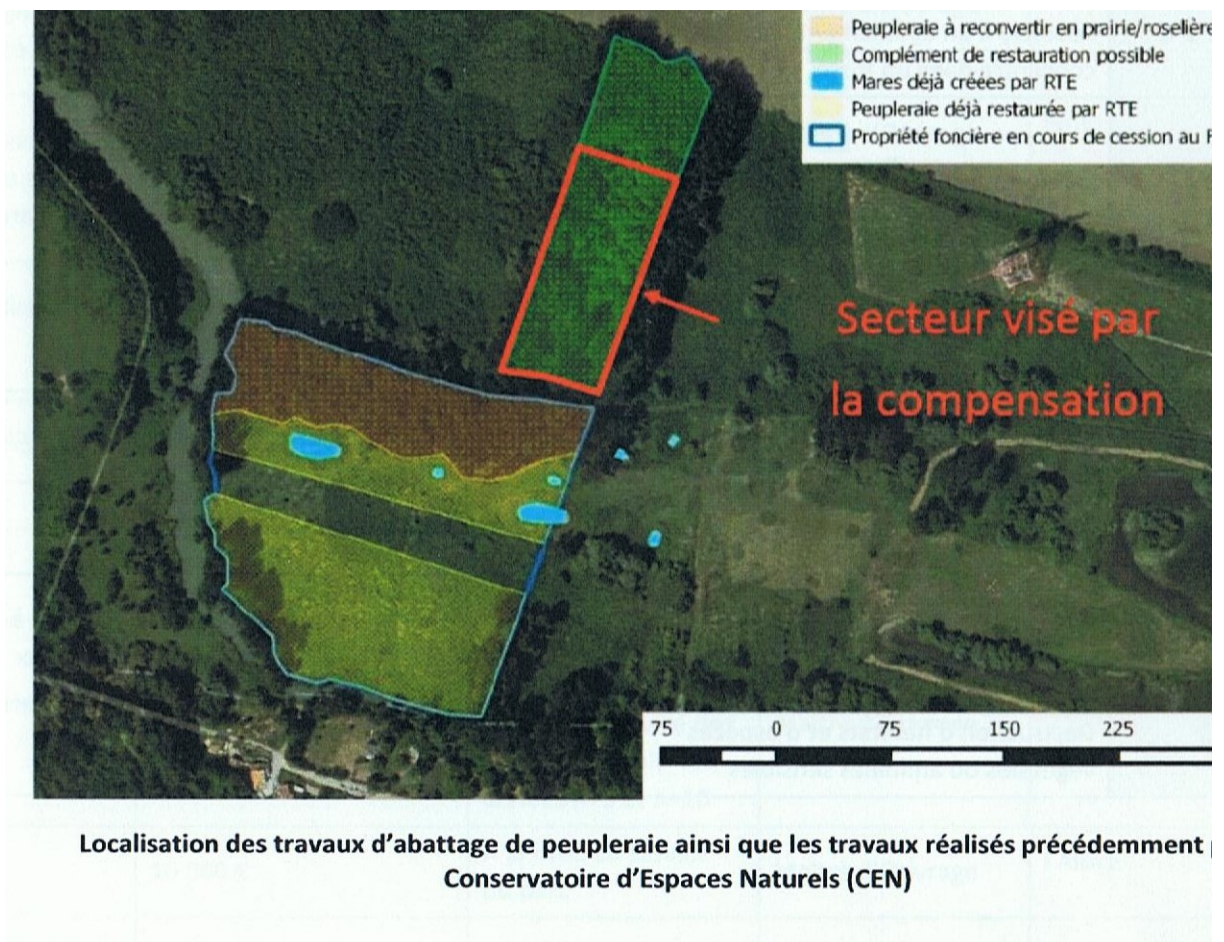 Peupleraie à reconvertir en prairie/roselière
Complément de restauration possible
Mares déjà créées par RTE
Peupleraie déjà restaurée par RTE
Propriété foncière en cours de cession au
Secteur visé par
la compensation
75 0 75 150 225
Localisation des travaux d'abattage de peupleraie ainsi que les travaux réalisés précédemment
Conservatoire d'Espaces Naturels (CEN)